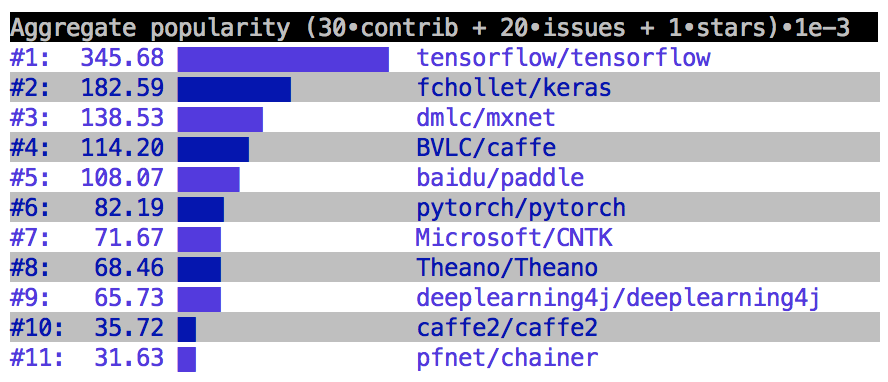 Aggregate popularity (30•contrib + 20•issues + 1•stars)•1e−3
#1: 345.68 tensorflow/tensorflow
#2: 182.59 fchollet/keras
#3: 138.53 dmlc/mxnet
#4: 114.20 BVLC/caffe
#5: 108.07 baidu/paddle
#6: 82.19 pytorch/pytorch
#7: 71.67 Microsoft/CNTK
#8: 68.46 Theano/Theano
#9: 65.73 deeplearning4j/deeplearning4j
#10: 35.72 caffe2/caffe2
#11: 31.63 pfnet/chainer